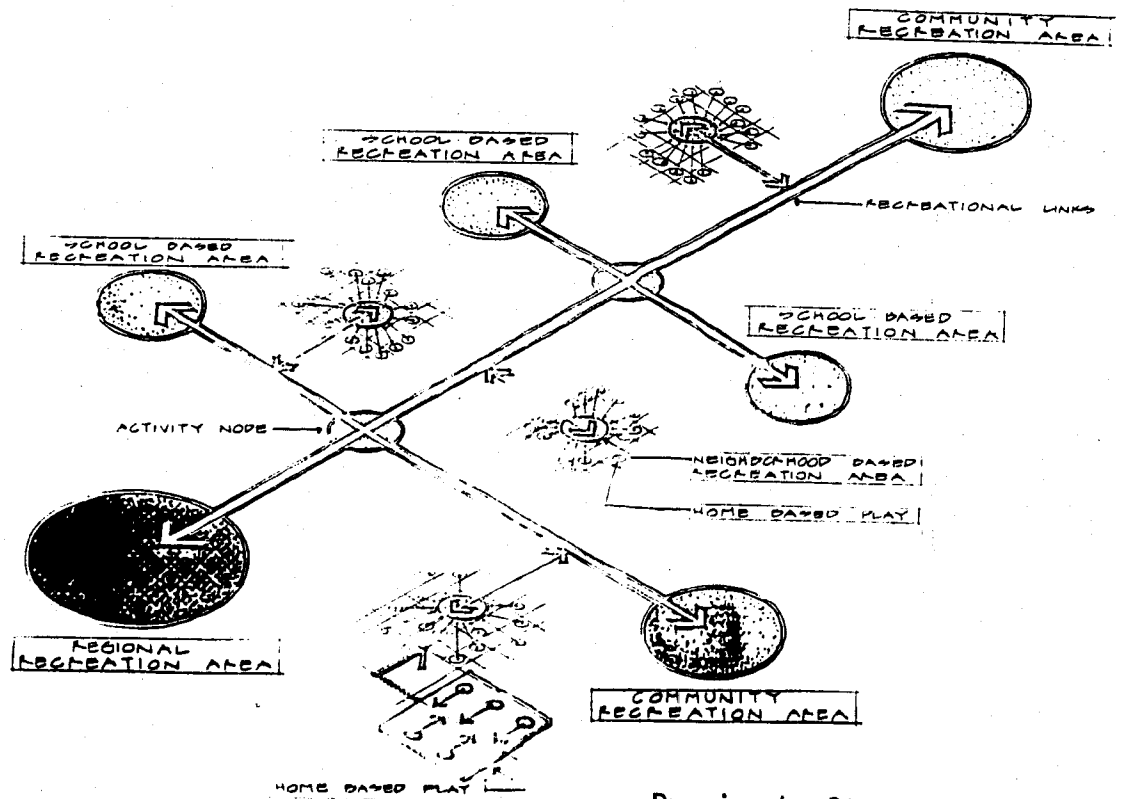 COMMUNITY
RECREATION AREA
SCHOOL BASED
RECREATION AREA
RECREATIONAL LINKS
SCHOOL BASED
RECREATION AREA
SCHOOL BASED
RECREATION AREA
ACTIVITY NODE
NEIGHBORHOOD BASED
RECREATION AREA
HOME BASED PLAY
REGIONAL
RECREATION AREA
COMMUNITY
RECREATION AREA
HOME BASED PLAY